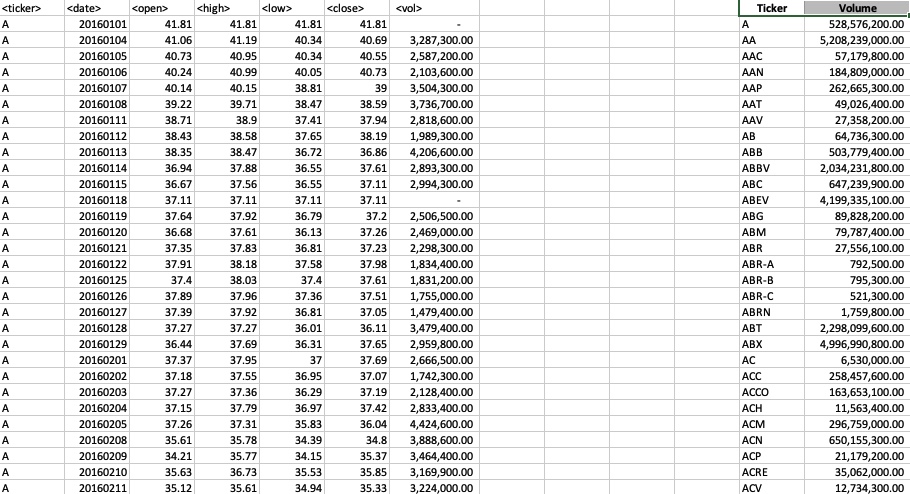 <ticker> <date> <open> <high> <low> <close> <vol> Ticker Volume
A 20160101 41.81 41.81 41.81 41.81 - A 528,576,200.00
A 20160104 41.06 41.19 40.34 40.69 3,287,300.00 AA 5,208,239,000.00
A 20160105 40.73 40.95 40.34 40.55 2,587,200.00 AAC 57,179,800.00
A 20160106 40.24 40.99 40.05 40.73 2,103,600.00 AAN 184,809,000.00
A 20160107 40.14 40.15 38.81 39 3,504,300.00 AAP 262,665,300.00
A 20160108 39.22 39.71 38.47 38.59 3,736,700.00 AAT 49,026,400.00
A 20160111 38.71 38.9 37.41 37.94 2,818,600.00 AAV 27,358,200.00
A 20160112 38.43 38.58 37.65 38.19 1,989,300.00 AB 64,736,300.00
A 20160113 38.35 38.47 36.72 36.86 4,206,600.00 ABB 503,779,400.00
A 20160114 36.94 37.88 36.55 37.61 2,893,300.00 ABBV 2,034,231,800.00
A 20160115 36.67 37.56 36.55 37.11 2,994,300.00 ABC 647,239,900.00
A 20160118 37.11 37.11 37.11 37.11 - ABEV 4,199,335,100.00
A 20160119 37.64 37.92 36.79 37.2 2,506,500.00 ABG 89,828,200.00
A 20160120 36.68 37.61 36.13 37.26 2,469,000.00 ABM 79,787,400.00
A 20160121 37.35 37.83 36.81 37.23 2,298,300.00 ABR 27,556,100.00
A 20160122 37.91 38.18 37.58 37.98 1,834,400.00 ABR-A 792,500.00
A 20160125 37.4 38.03 37.4 37.61 1,831,200.00 ABR-B 795,300.00
A 20160126 37.89 37.96 37.36 37.51 1,755,000.00 ABR-C 521,300.00
A 20160127 37.39 37.92 36.81 37.05 1,479,400.00 ABRN 1,759,800.00
A 20160128 37.27 37.27 36.01 36.11 3,479,400.00 ABT 2,298,099,600.00
A 20160129 36.44 37.69 36.31 37.65 2,959,800.00 ABX 4,996,990,800.00
A 20160201 37.37 37.95 37 37.69 2,666,500.00 AC 6,530,000.00
A 20160202 37.18 37.55 36.95 37.07 1,742,300.00 ACC 258,457,600.00
A 20160203 37.27 37.36 36.29 37.19 2,128,400.00 ACCO 163,653,100.00
A 20160204 37.15 37.79 36.97 37.42 2,833,400.00 ACH 11,563,400.00
A 20160205 37.26 37.31 35.83 36.04 4,424,600.00 ACM 296,759,000.00
A 20160208 35.61 35.78 34.39 34.8 3,888,600.00 ACN 650,155,300.00
A 20160209 34.21 35.77 34.15 35.37 3,464,400.00 ACP 21,179,200.00
A 20160210 35.63 36.73 35.53 35.85 3,169,900.00 ACRE 35,062,000.00
A 20160211 35.12 35.61 34.94 35.33 3,224,000.00 ACV 12,734,300.00